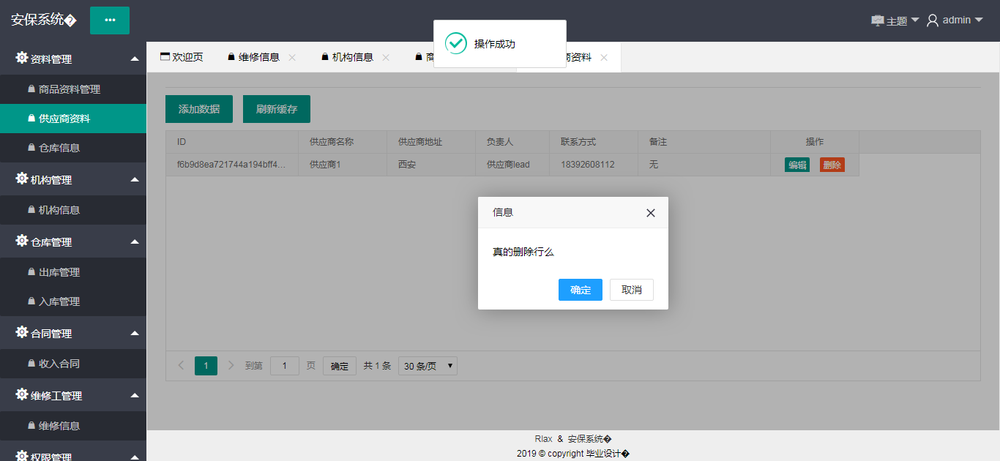 安保系统�
•••
主题
admin
操作成功
资料管理
商品资料管理
供应商资料
仓库信息
机构管理
机构信息
仓库管理
出库管理
入库管理
合同管理
收入合同
维修工管理
维修信息
权限管理
欢迎页
维修信息
机构信息
商
商资料
添加数据
刷新缓存
ID
供应商名称
供应商地址
负责人
联系方式
备注
操作
f6b9d8ea721744a194bff4...
供应商1
西安
供应商lead
18392608112
无
编辑
删除
信息
真的删除行么
确定
取消
1
到第
1
页
确定
共 1 条
30 条/页
Rlax & 安保系统�
2019 © copyright 毕业设计�